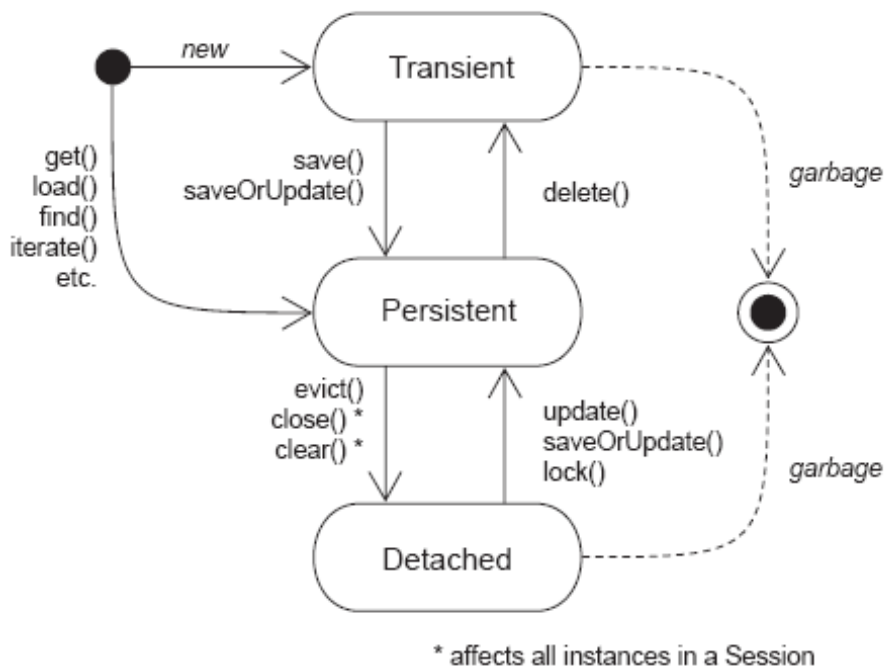 new
Transient
get()
load()
find()
iterate()
etc.
save()
saveOrUpdate()
delete()
garbage
Persistent
evict()
close() *
clear() *
update()
saveOrUpdate()
lock()
garbage
Detached
* affects all instances in a Session